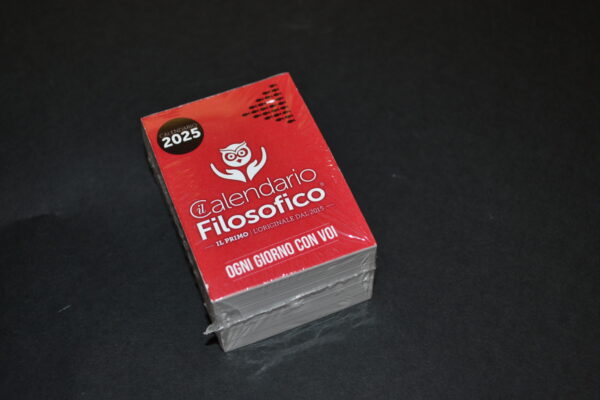 CALENDARIO
2025
il Calendario
Filosofico®
IL PRIMO | L'ORIGINALE DAL 2015
OGNI GIORNO CON VOI